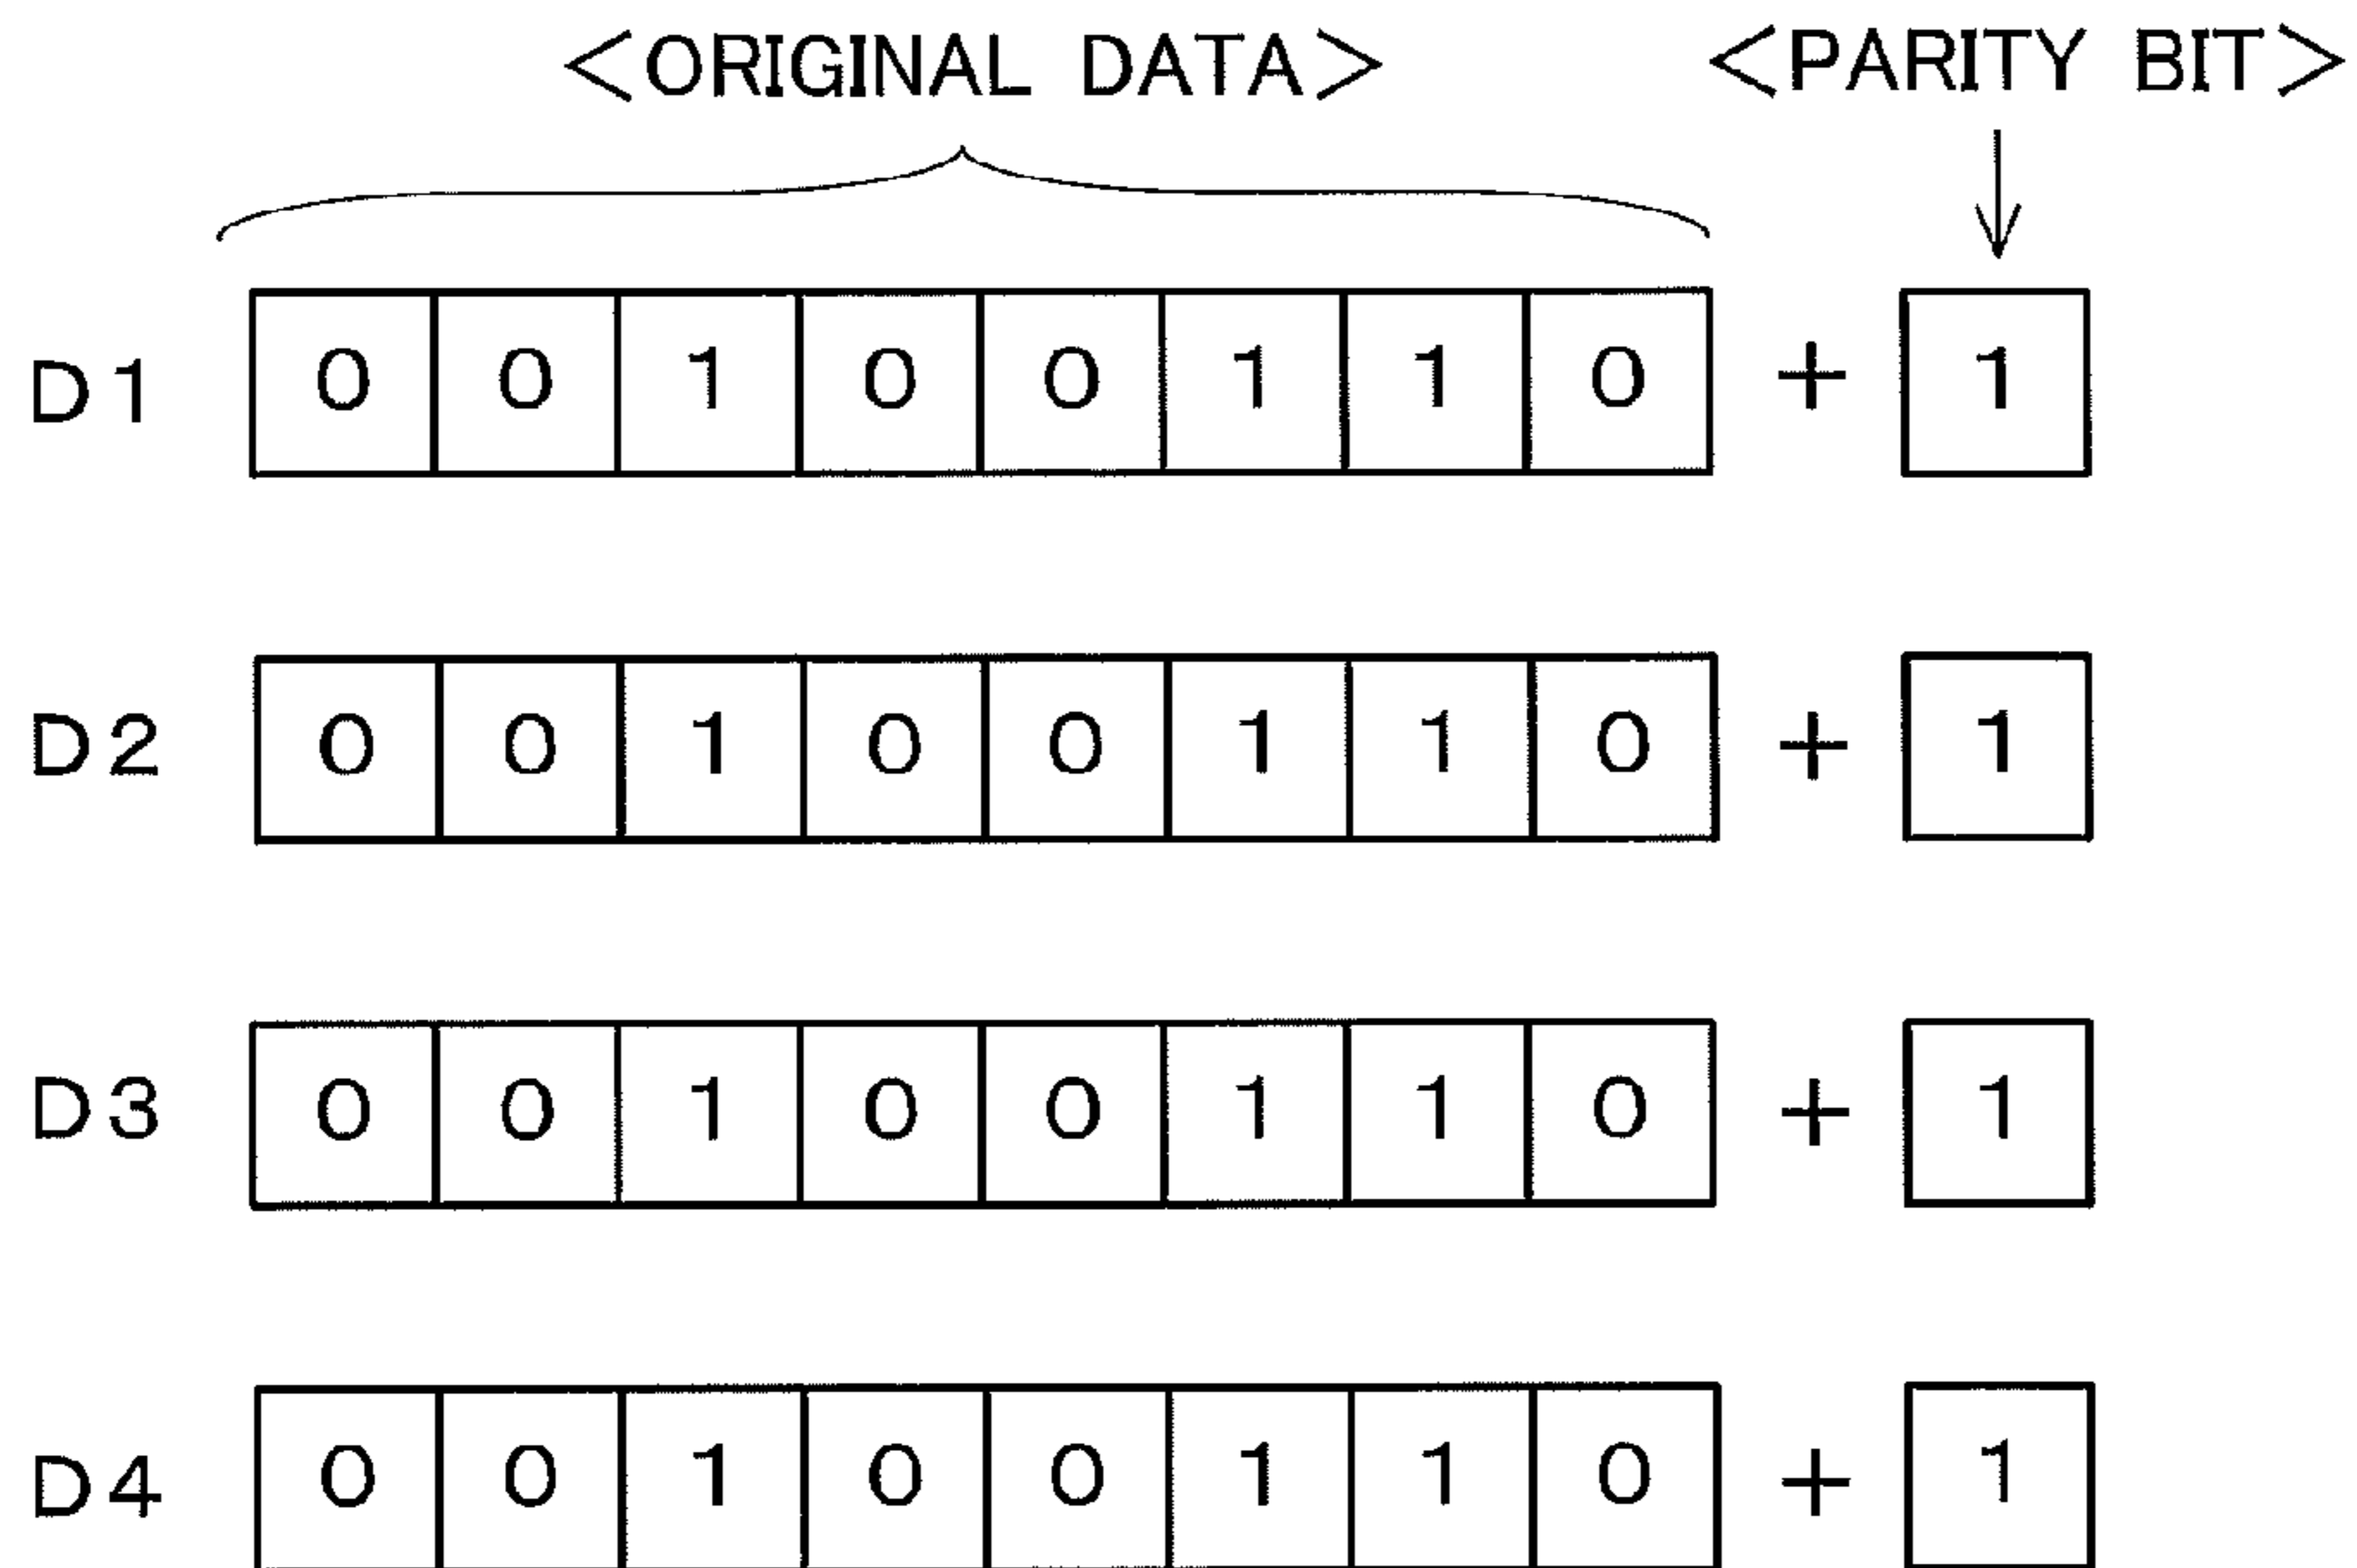 <ORIGINAL DATA> <PARITY BIT>
D1 0 0 1 0 0 1 1 0 + 1
D2 0 0 1 0 0 1 1 0 + 1
D3 0 0 1 0 0 1 1 0 + 1
D4 0 0 1 0 0 1 1 0 + 1